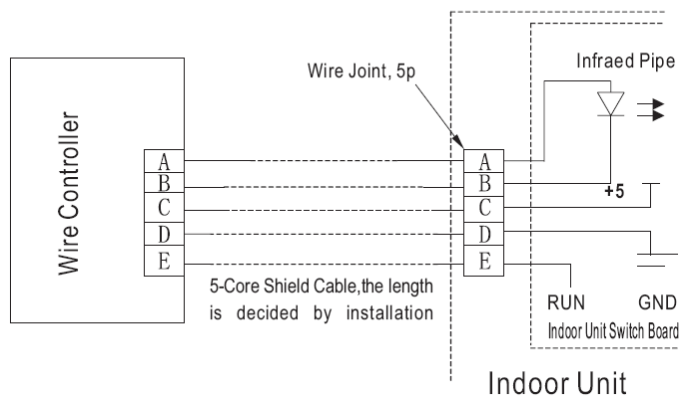 Infraed Pipe
Wire Joint, 5p
Wire Controller
A
B
C
D
E
A
B
C
D
E
+5
5-Core Shield Cable,the length
is decided by installation
RUN
GND
Indoor Unit Switch Board
Indoor Unit